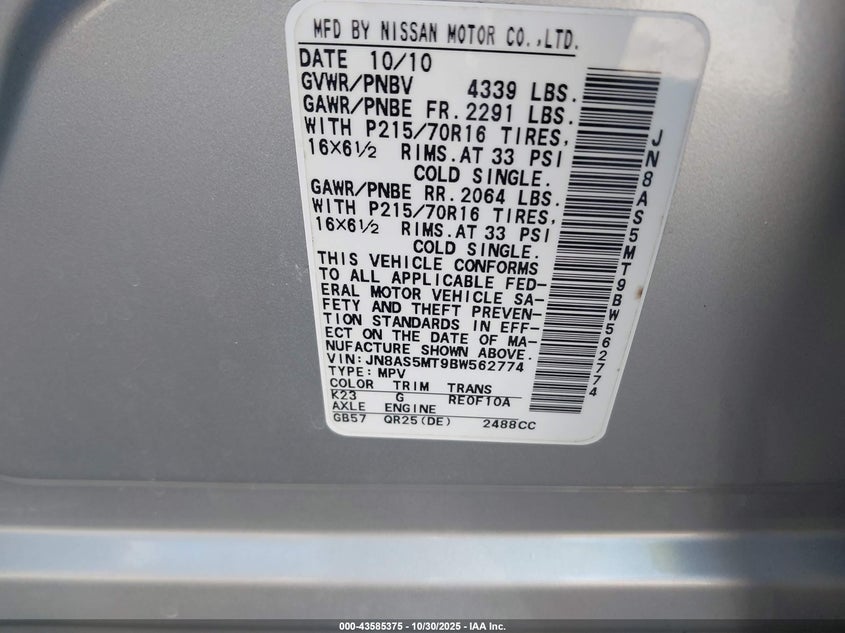 MFD BY NISSAN MOTOR CO.,LTD.
DATE 10/10
GVWR/PNBV 4339 LBS.
GAWR/PNBE FR. 2291 LBS.
WITH P215/70R16 TIRES,
16X6½ RIMS. AT 33 PSI
COLD SINGLE.
GAWR/PNBE RR. 2064 LBS.
WITH P215/70R16 TIRES,
16X6½ RIMS. AT 33 PSI
COLD SINGLE.
THIS VEHICLE CONFORMS
TO ALL APPLICABLE FED-
ERAL MOTOR VEHICLE SA-
FETY AND THEFT PREVEN-
TION STANDARDS IN EFF-
ECT ON THE DATE OF MA-
NUFACTURE SHOWN ABOVE.
VIN: JN8AS5MT9BW562774
TYPE: MPV
COLOR TRIM TRANS
K23 G RE0F10A
AXLE ENGINE
GB57 QR25(DE) 2488CC
JN8AS5MT9BW562774
000-43585375 - 10/30/2025 - IAA Inc.